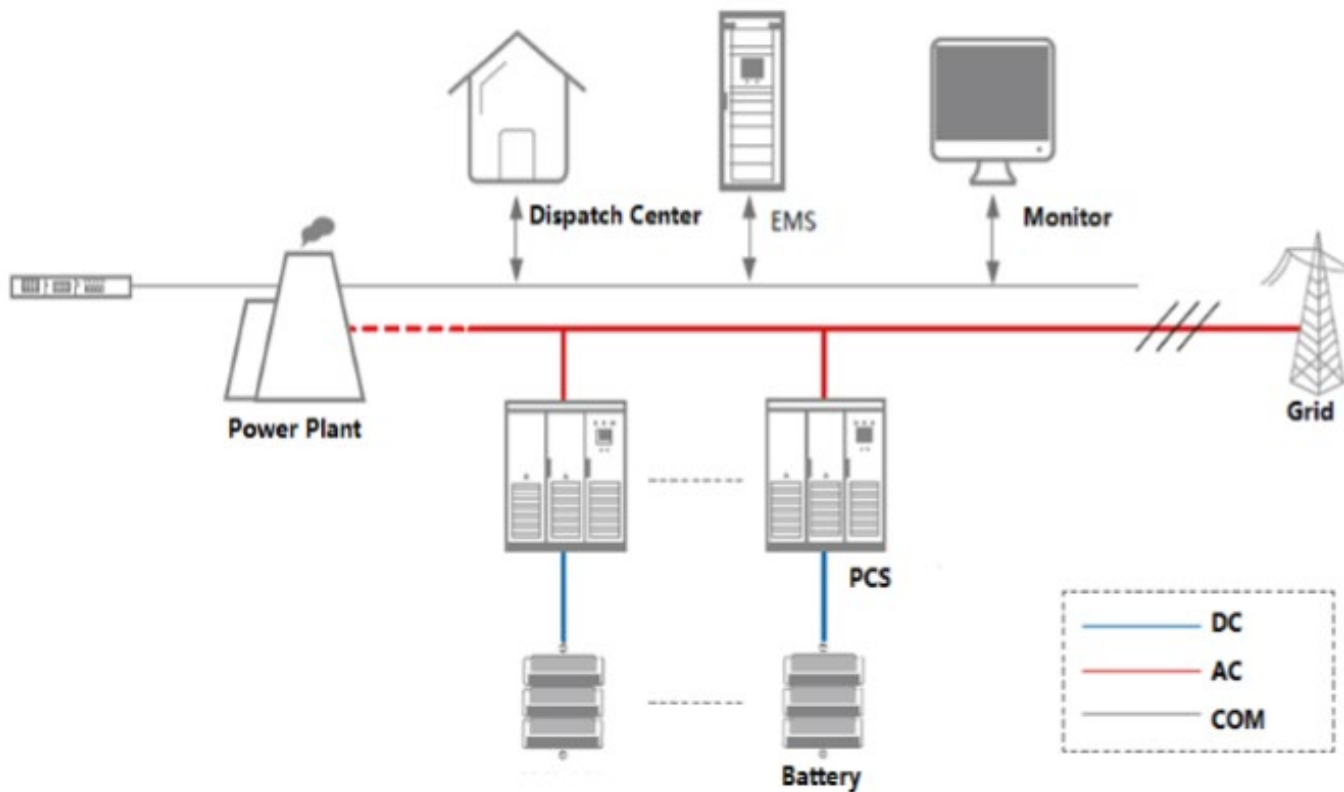 Dispatch Center
EMS
Monitor
Power Plant
Grid
PCS
DC
AC
COM
Battery